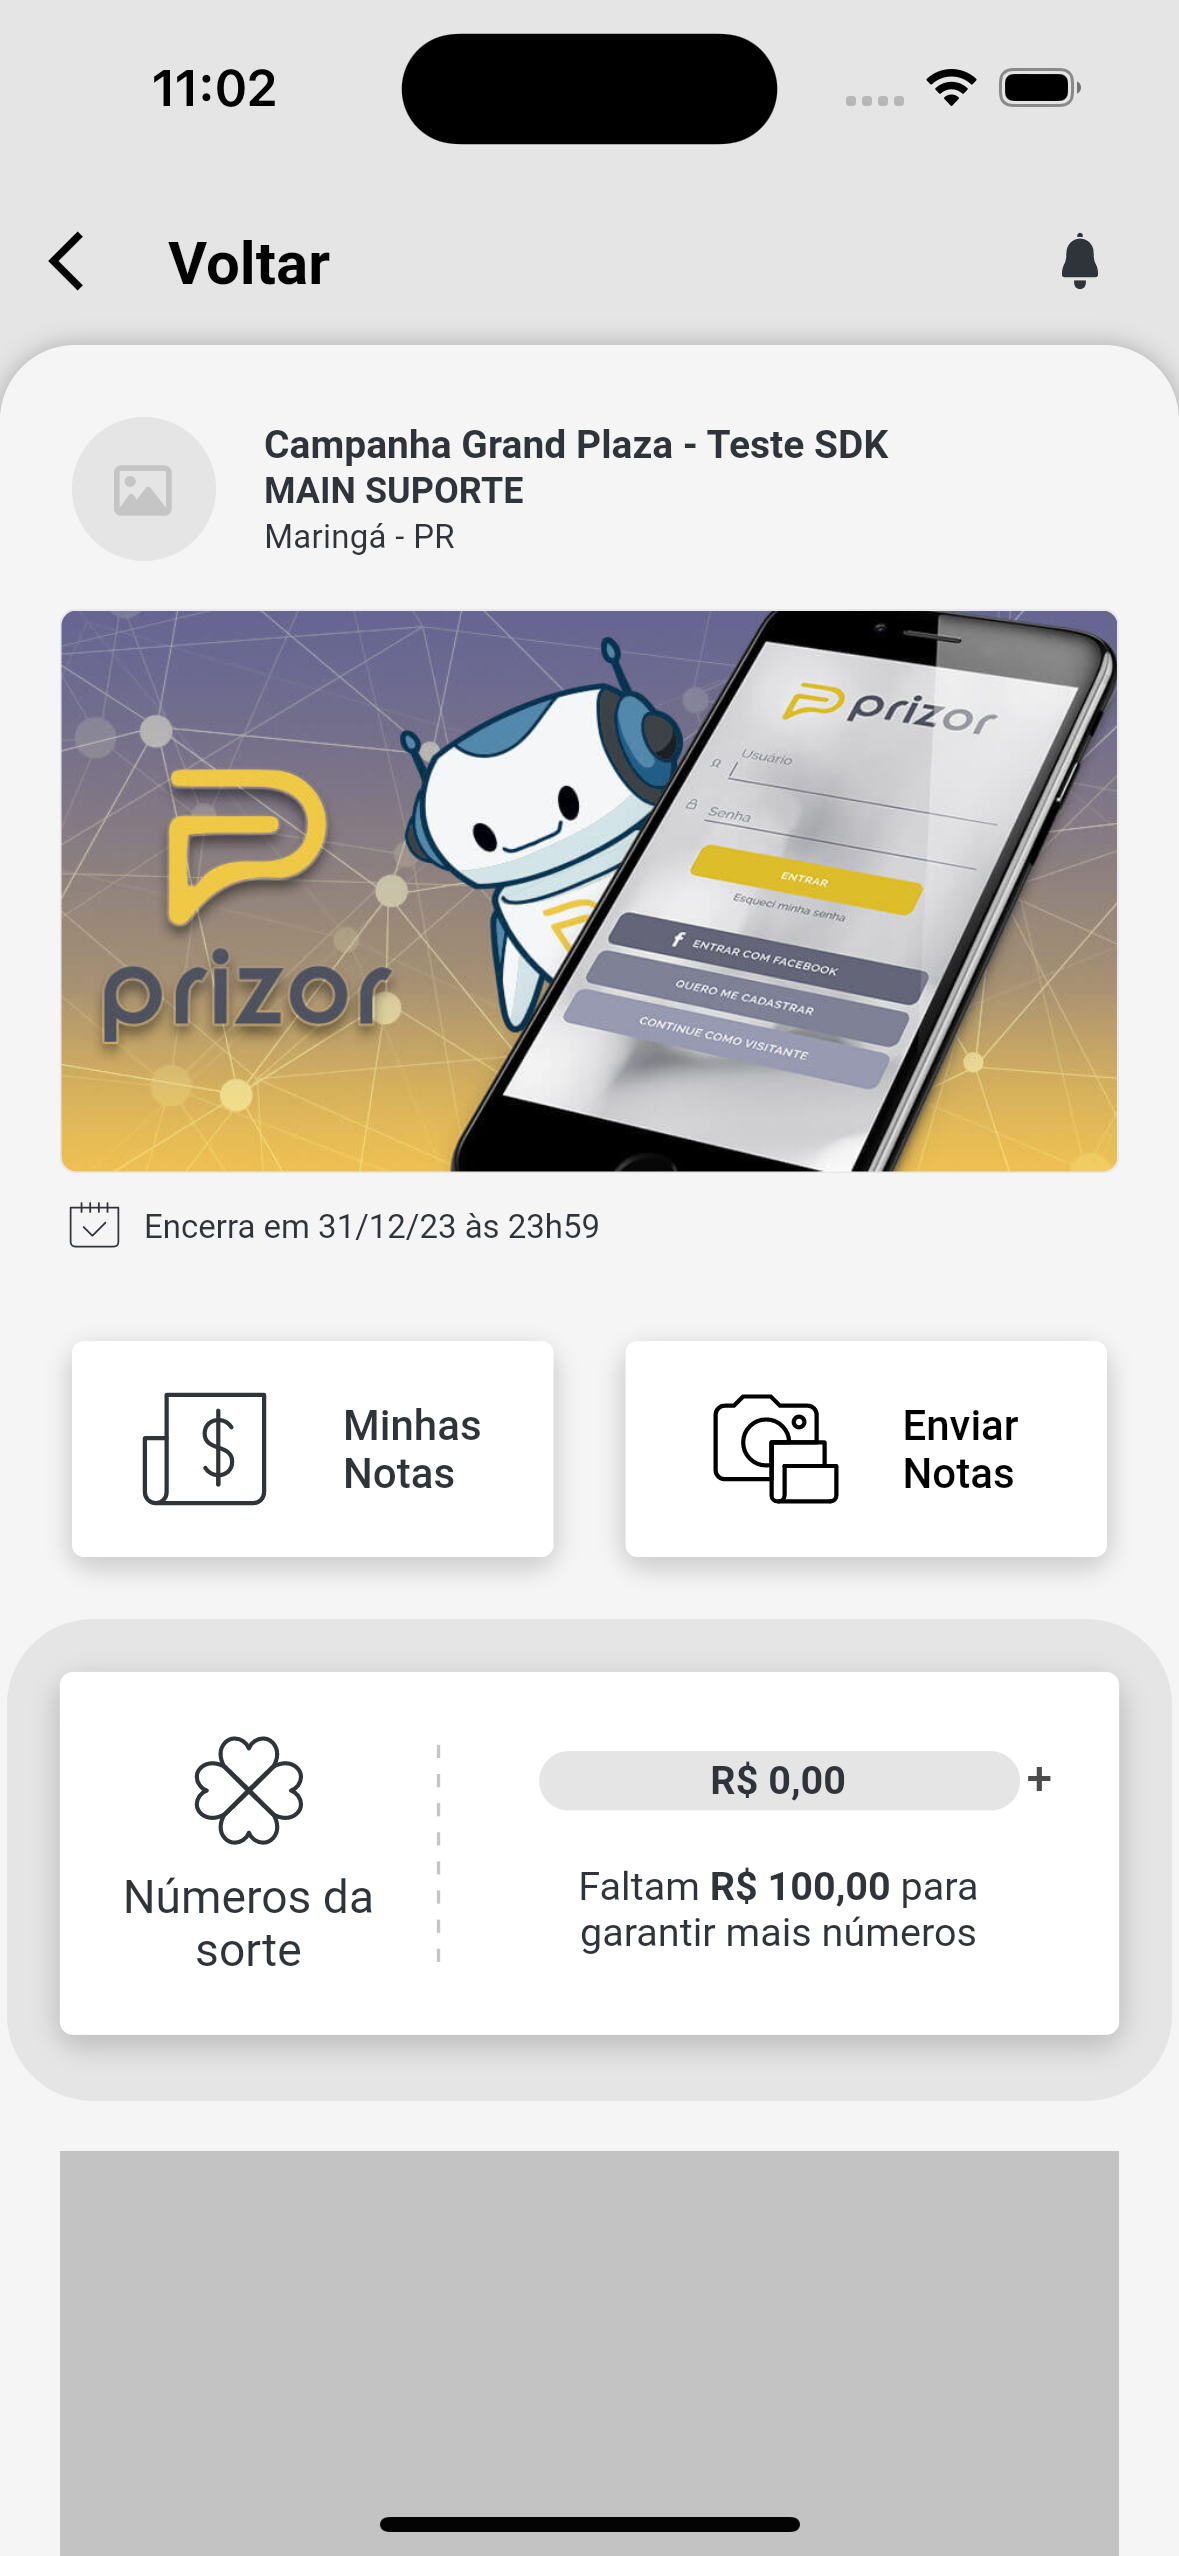 11:02
Voltar
Campanha Grand Plaza - Teste SDK
MAIN SUPORTE
Maringá - PR
prizor
prizor
Usuário
Senha
ENTRAR
Esqueci minha senha
f ENTRAR COM FACEBOOK
QUERO ME CADASTRAR
CONTINUE COMO VISITANTE
Encerra em 31/12/23 às 23h59
Minhas
Notas
Enviar
Notas
Números da
sorte
R$ 0,00 +
Faltam R$ 100,00 para
garantir mais números